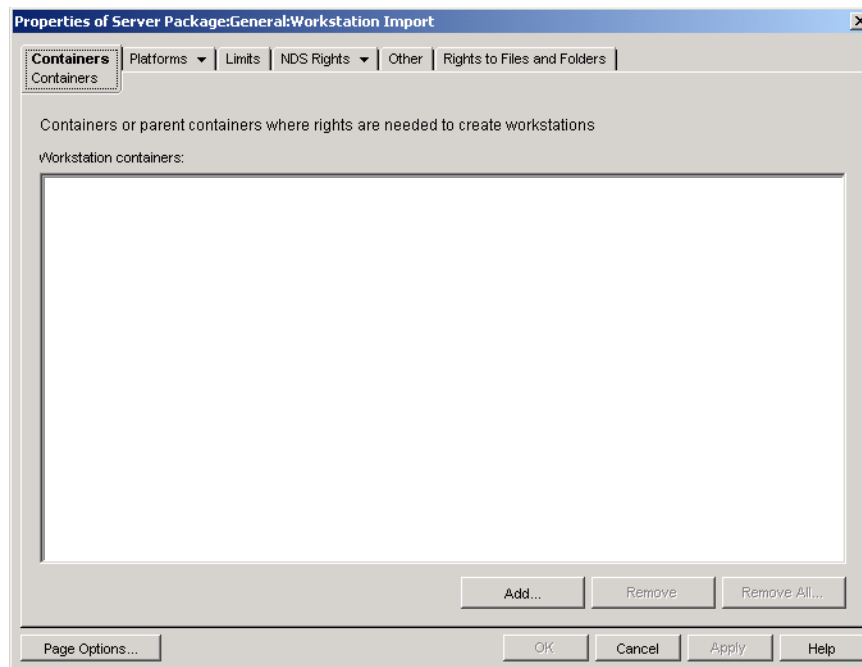 Properties of Server Package:General:Workstation Import
Containers Platforms Limits NDS Rights Other Rights to Files and Folders
Containers
Containers or parent containers where rights are needed to create workstations
Workstation containers:
Add... Remove Remove All...
Page Options... OK Cancel Apply Help